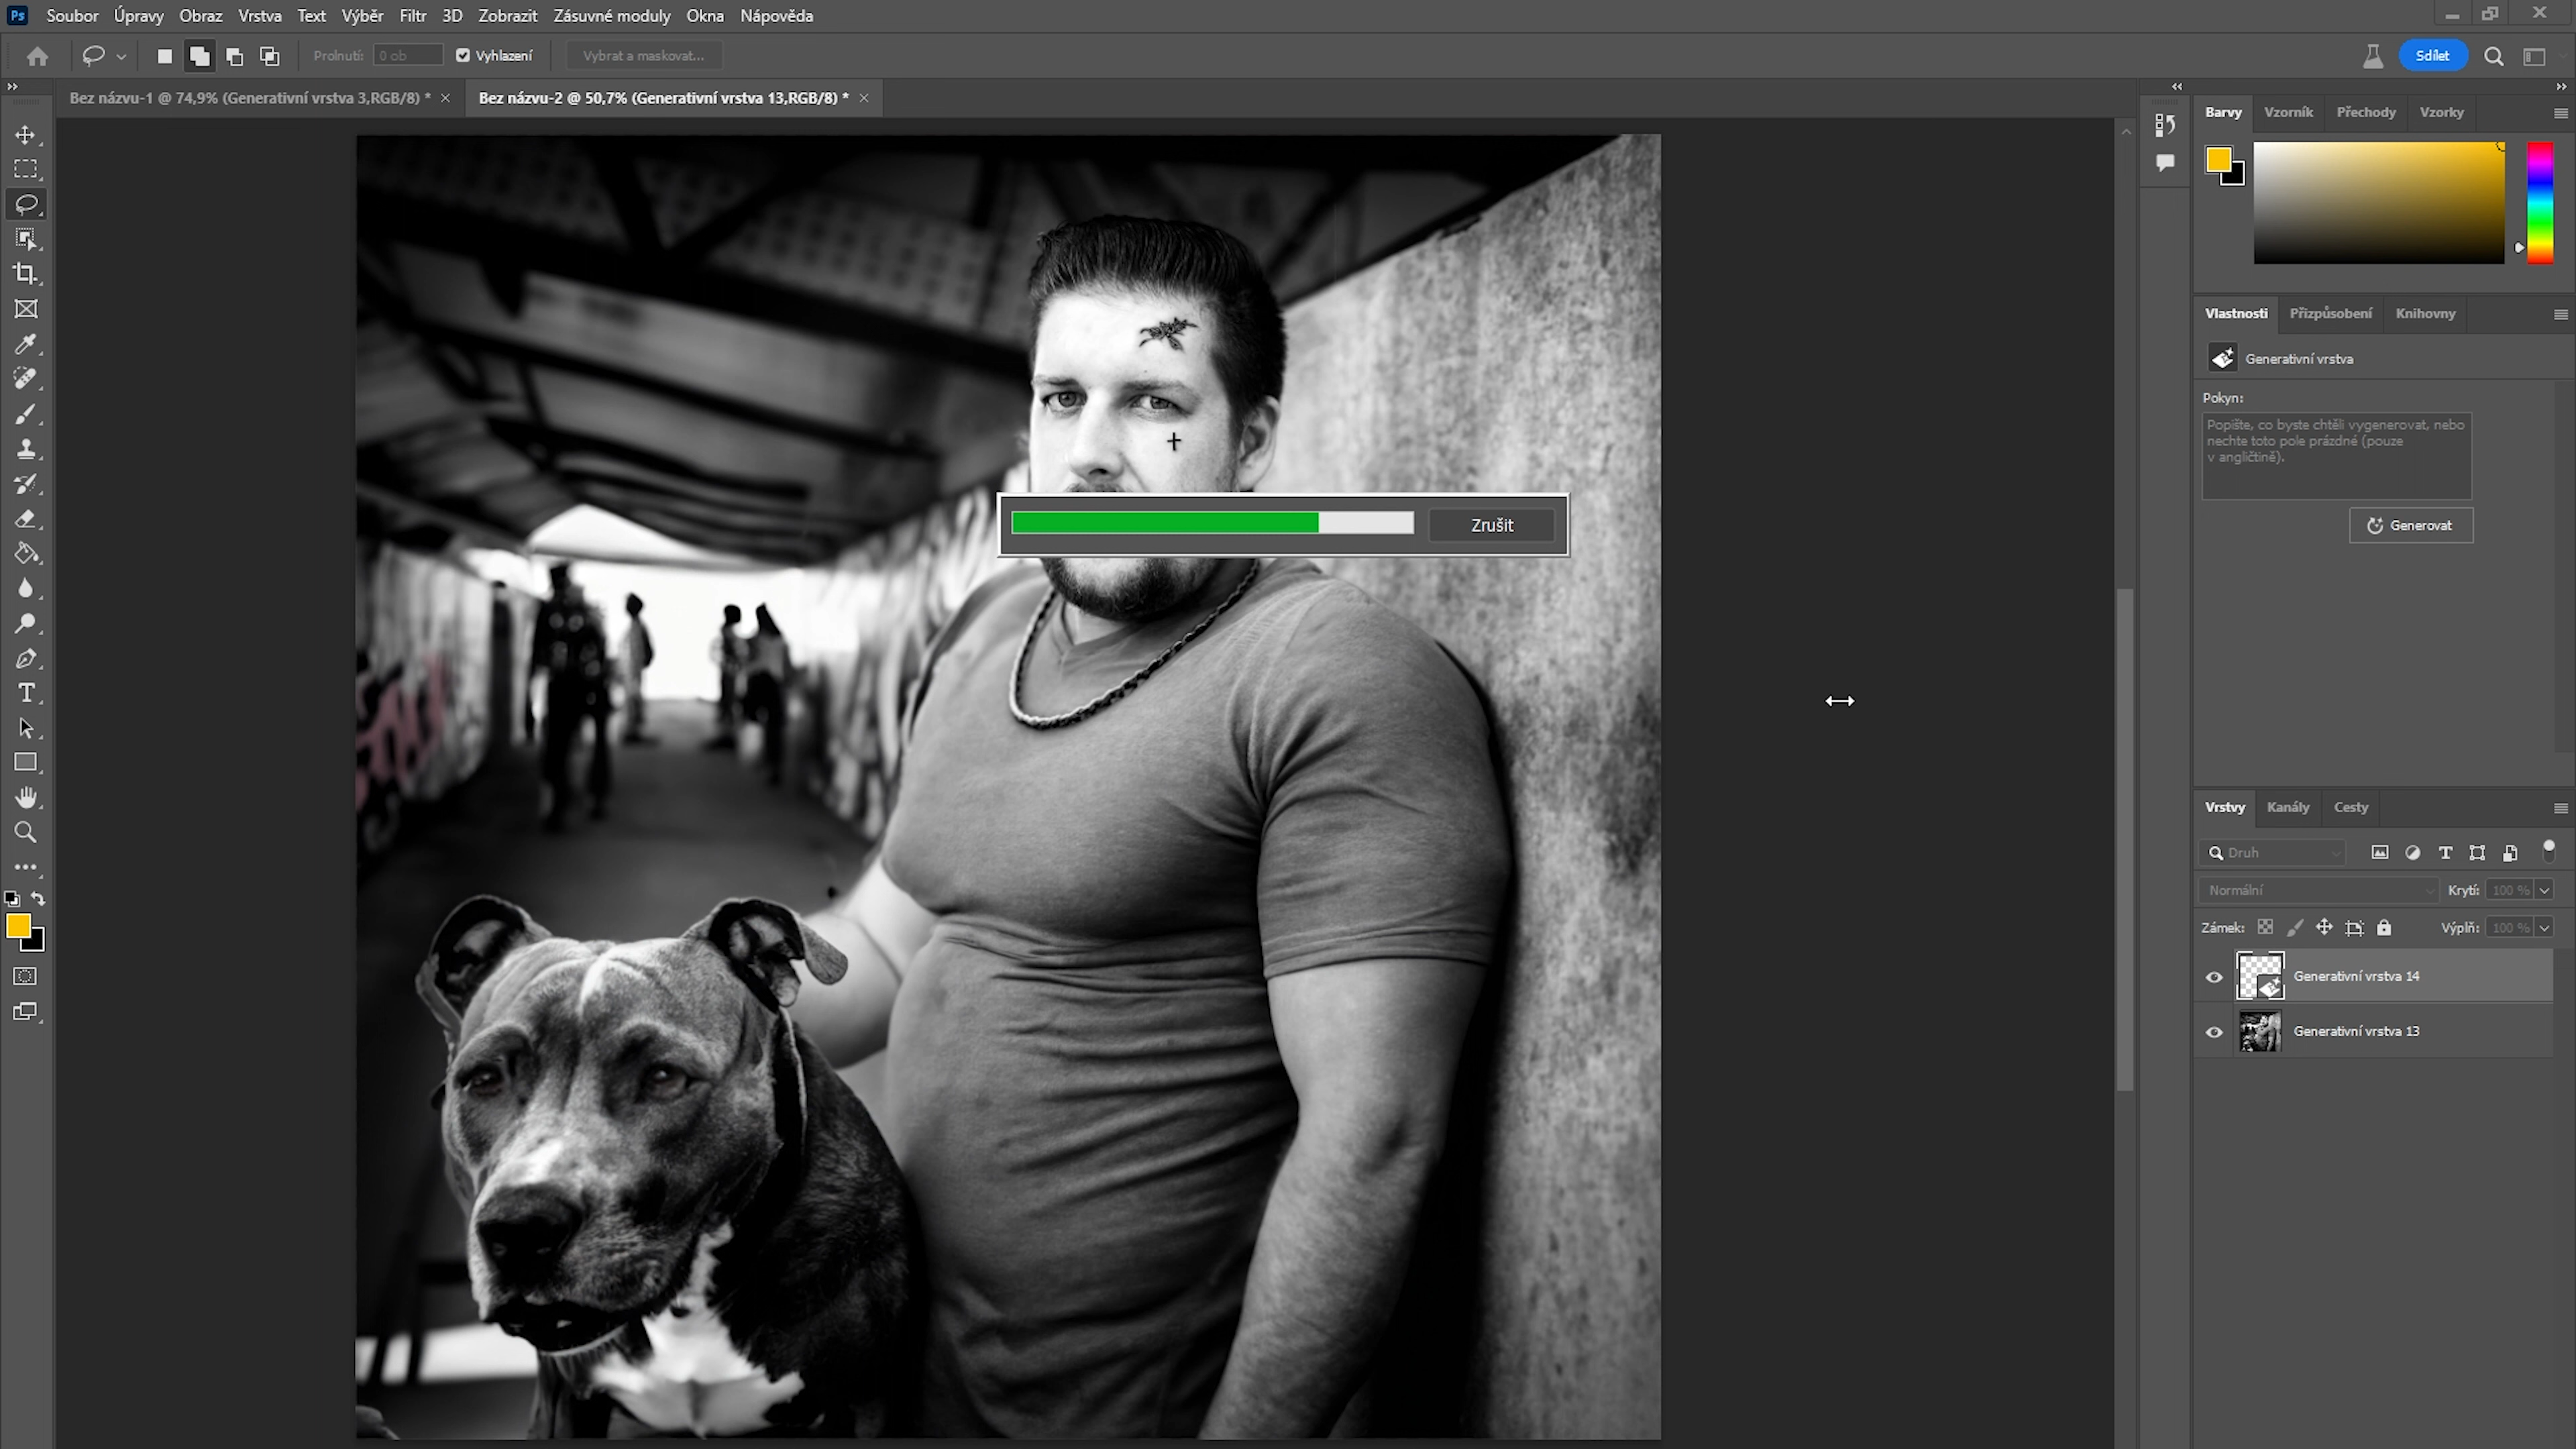 Ps Soubor Úpravy Obraz Vrstva Text Výběr Filtr 3D Zobrazit Zásuvné moduly Okna Nápověda
Prolnutí: 0 ob Vyhlazení Vybrat a maskovat... Sdílet
Bez názvu-1 @ 74,9% (Generativní vrstva 3,RGB/8) * Bez názvu-2 @ 50,7% (Generativní vrstva 13,RGB/8) *
Barvy Vzorník Přechody Vzorky
Vlastnosti Přizpůsobení Knihovny
Generativní vrstva
Pokyn:
Popište, co byste chtěli vygenerovat, nebo
nechte toto pole prázdné (pouze
v angličtině).
Zrušit
Generovat
Vrstvy Kanály Cesty
Druh
Normální Krytí: 100 %
Zámek: Výplň: 100 %
Generativní vrstva 14
Generativní vrstva 13